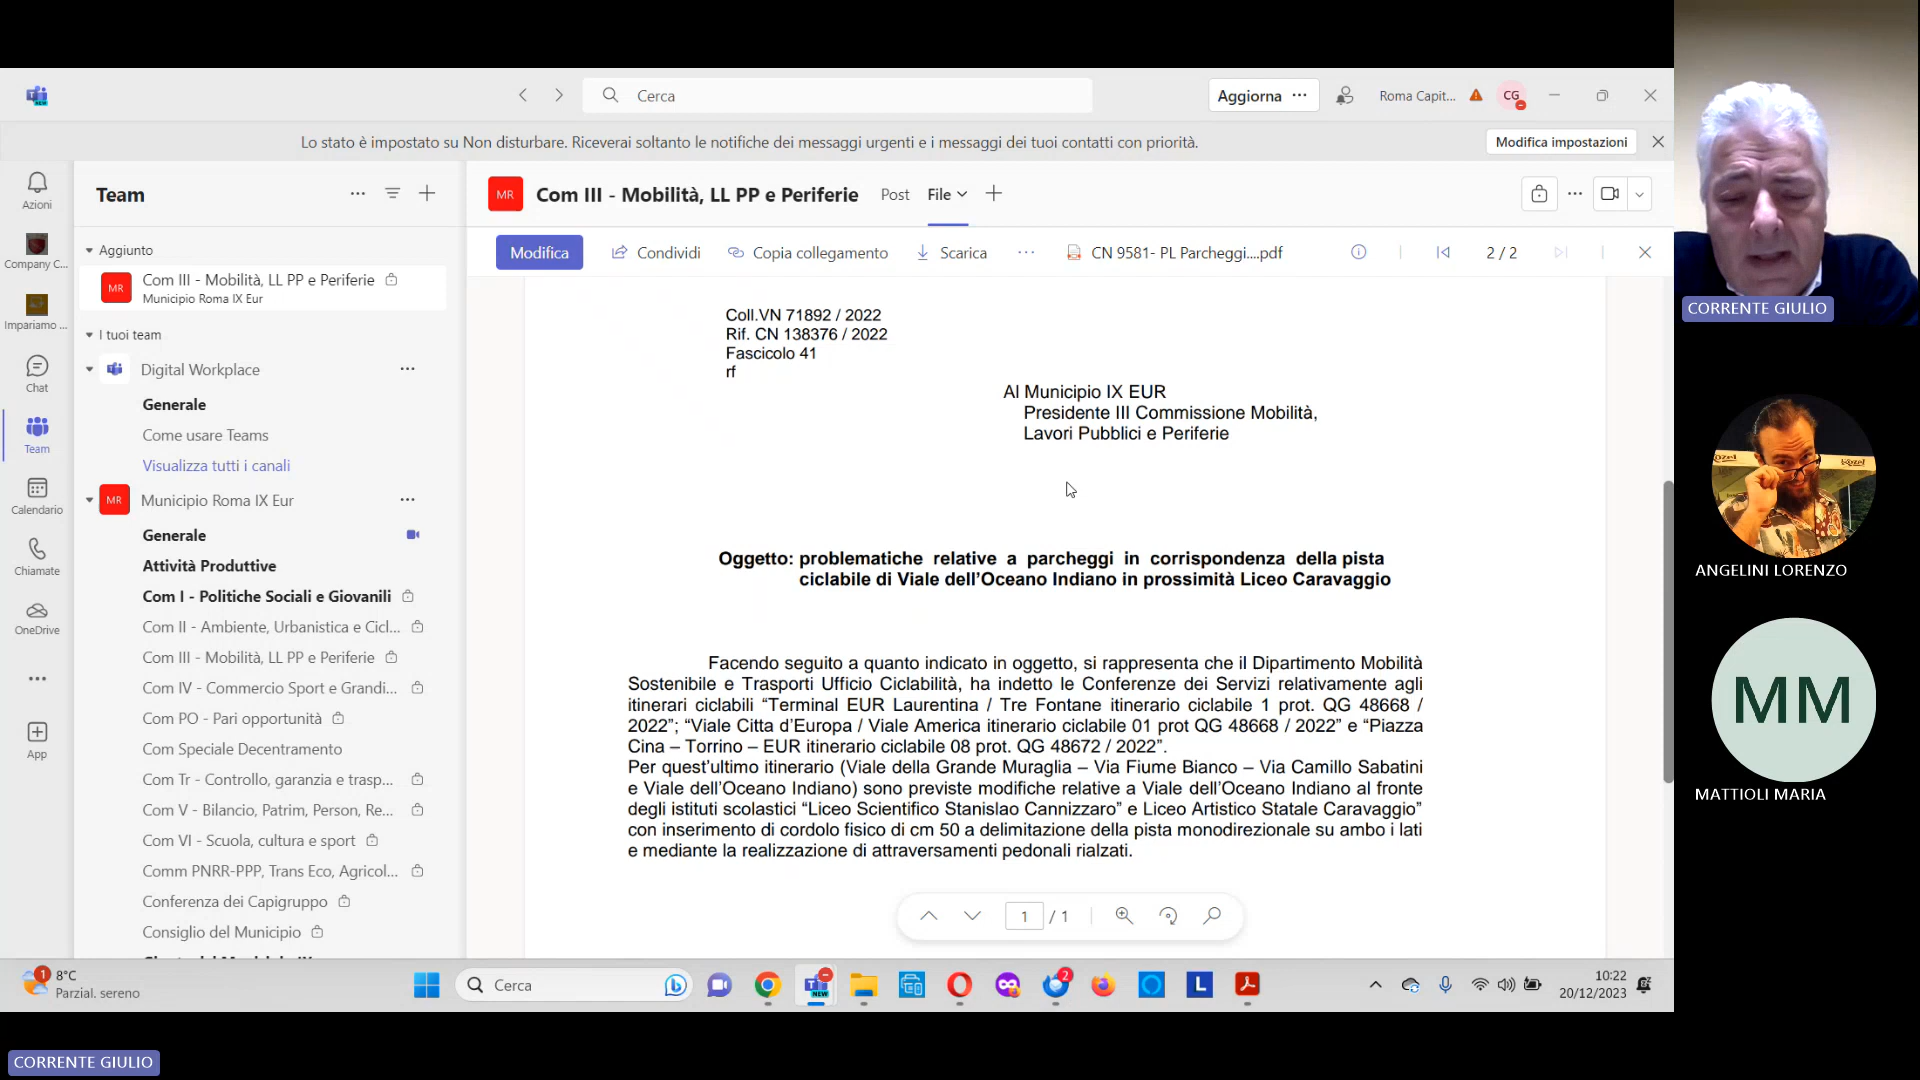 Cerca
Aggiorna
Roma Capit...
CG
Lo stato è impostato su Non disturbare. Riceverai soltanto le notifiche dei messaggi urgenti e i messaggi dei tuoi contatti con priorità.
Modifica impostazioni
Azioni
Company C...
Impariamo ...
Chat
Team
Calendario
Chiamate
OneDrive
App
Team
Aggiunto
MR
Com III - Mobilità, LL PP e Periferie
Municipio Roma IX Eur
I tuoi team
Digital Workplace
Generale
Come usare Teams
Visualizza tutti i canali
MR
Municipio Roma IX Eur
Generale
Attività Produttive
Com I - Politiche Sociali e Giovanili
Com II - Ambiente, Urbanistica e Cicl...
Com III - Mobilità, LL PP e Periferie
Com IV - Commercio Sport e Grandi...
Com PO - Pari opportunità
Com Speciale Decentramento
Com Tr - Controllo, garanzia e trasp...
Com V - Bilancio, Patrim, Person, Re...
Com VI - Scuola, cultura e sport
Comm PNRR-PPP, Trans Eco, Agricol...
Conferenza dei Capigruppo
Consiglio del Municipio
MR
Com III - Mobilità, LL PP e Periferie
Post
File
Modifica
Condividi
Copia collegamento
Scarica
CN 9581- PL Parcheggi....pdf
2 / 2
Coll.VN 71892 / 2022
Rif. CN 138376 / 2022
Fascicolo 41
rf
Al Municipio IX EUR
Presidente III Commissione Mobilità,
Lavori Pubblici e Periferie
Oggetto: problematiche relative a parcheggi in corrispondenza della pista
ciclabile di Viale dell’Oceano Indiano in prossimità Liceo Caravaggio
Facendo seguito a quanto indicato in oggetto, si rappresenta che il Dipartimento Mobilità
Sostenibile e Trasporti Ufficio Ciclabilità, ha indetto le Conferenze dei Servizi relativamente agli
itinerari ciclabili “Terminal EUR Laurentina / Tre Fontane itinerario ciclabile 1 prot. QG 48668 /
2022”; “Viale Citta d’Europa / Viale America itinerario ciclabile 01 prot QG 48668 / 2022” e “Piazza
Cina – Torrino – EUR itinerario ciclabile 08 prot. QG 48672 / 2022”.
Per quest’ultimo itinerario (Viale della Grande Muraglia – Via Fiume Bianco – Via Camillo Sabatini
e Viale dell’Oceano Indiano) sono previste modifiche relative a Viale dell’Oceano Indiano al fronte
degli istituti scolastici “Liceo Scientifico Stanislao Cannizzaro” e Liceo Artistico Statale Caravaggio”
con inserimento di cordolo fisico di cm 50 a delimitazione della pista monodirezionale su ambo i lati
e mediante la realizzazione di attraversamenti pedonali rialzati.
1 / 1
1
8°C
Parzial. sereno
Cerca
NEW
2
L
10:22
20/12/2023
CORRENTE GIULIO
Kozel
Kozel
ANGELINI LORENZO
MM
MATTIOLI MARIA
CORRENTE GIULIO